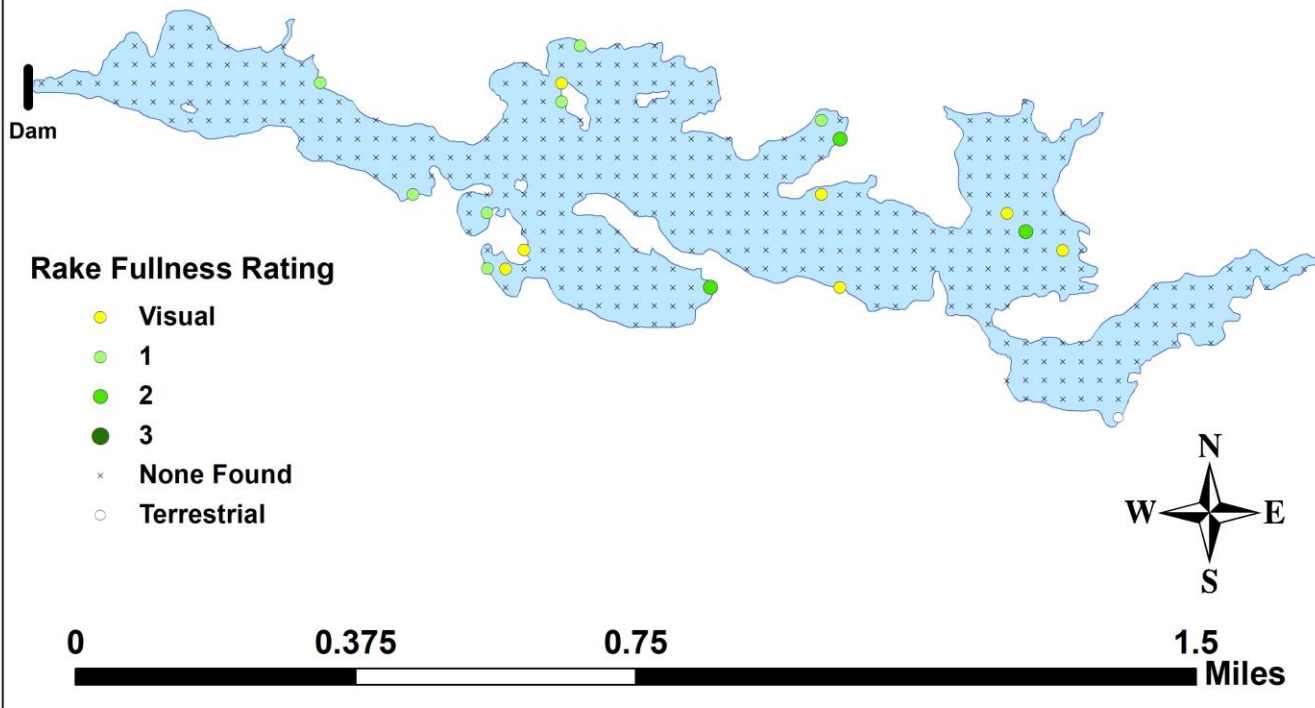 Dam
Rake Fullness Rating
Visual
1
2
3
None Found
Terrestrial
N
W E
S
0 0.375 0.75 1.5
Miles